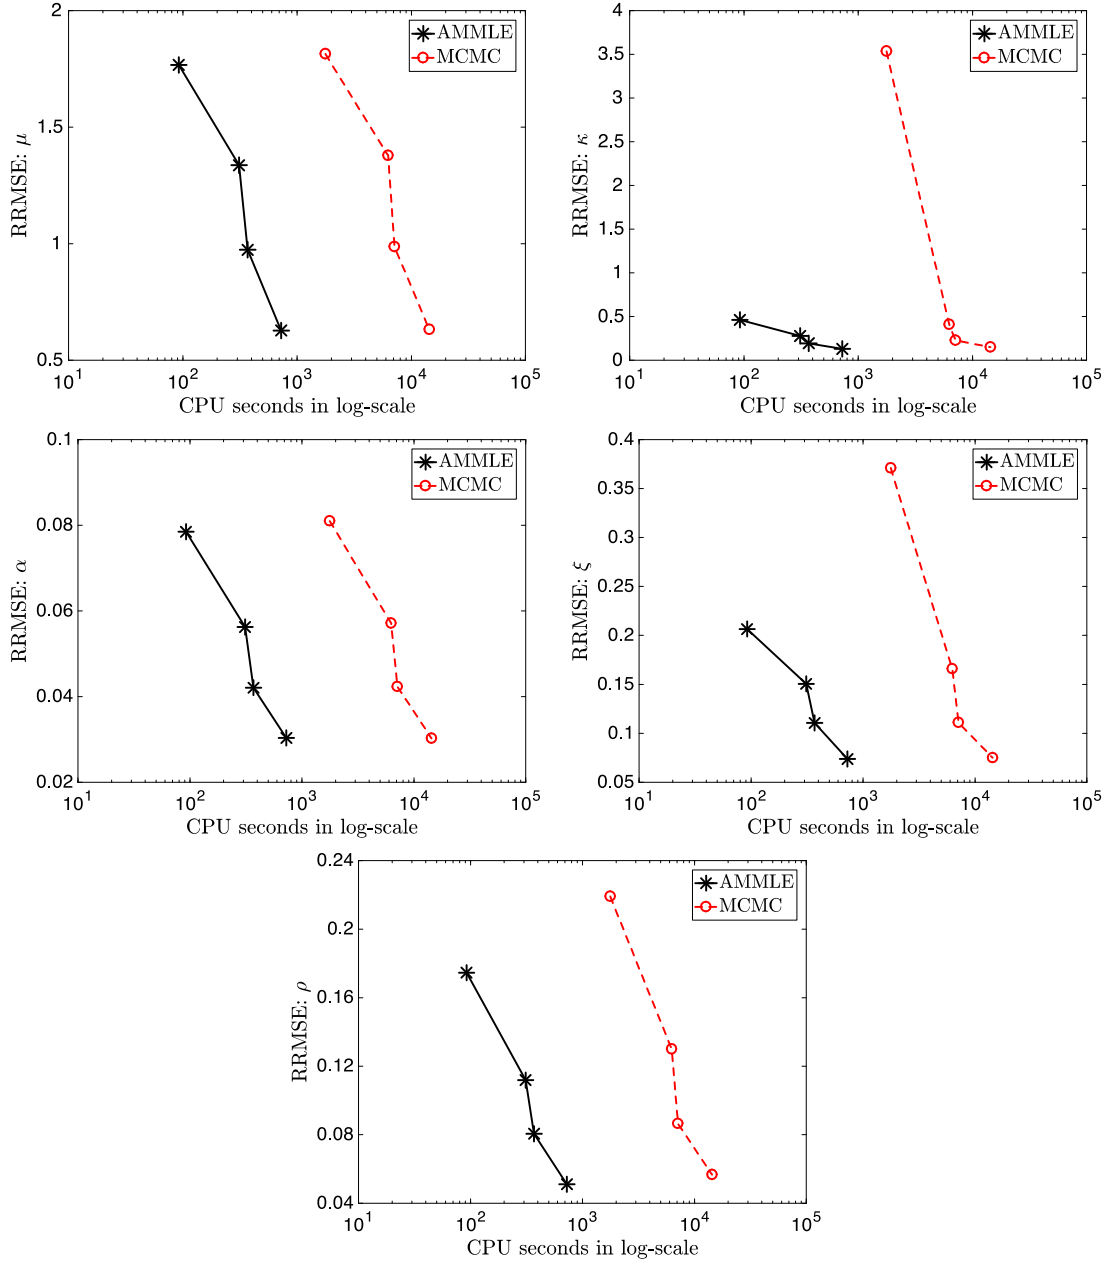 2
1.5
1
0.5
RRMSE: μ
AMMLE
MCMC
10^1
10^2
10^3
10^4
10^5
CPU seconds in log-scale
4
3.5
3
2.5
2
1.5
1
0.5
0
RRMSE: κ
AMMLE
MCMC
10^1
10^2
10^3
10^4
10^5
CPU seconds in log-scale
0.1
0.08
0.06
0.04
0.02
RRMSE: α
AMMLE
MCMC
10^1
10^2
10^3
10^4
10^5
CPU seconds in log-scale
0.4
0.35
0.3
0.25
0.2
0.15
0.1
0.05
RRMSE: ξ
AMMLE
MCMC
10^1
10^2
10^3
10^4
10^5
CPU seconds in log-scale
0.24
0.2
0.16
0.12
0.08
0.04
RRMSE: ρ
AMMLE
MCMC
10^1
10^2
10^3
10^4
10^5
CPU seconds in log-scale